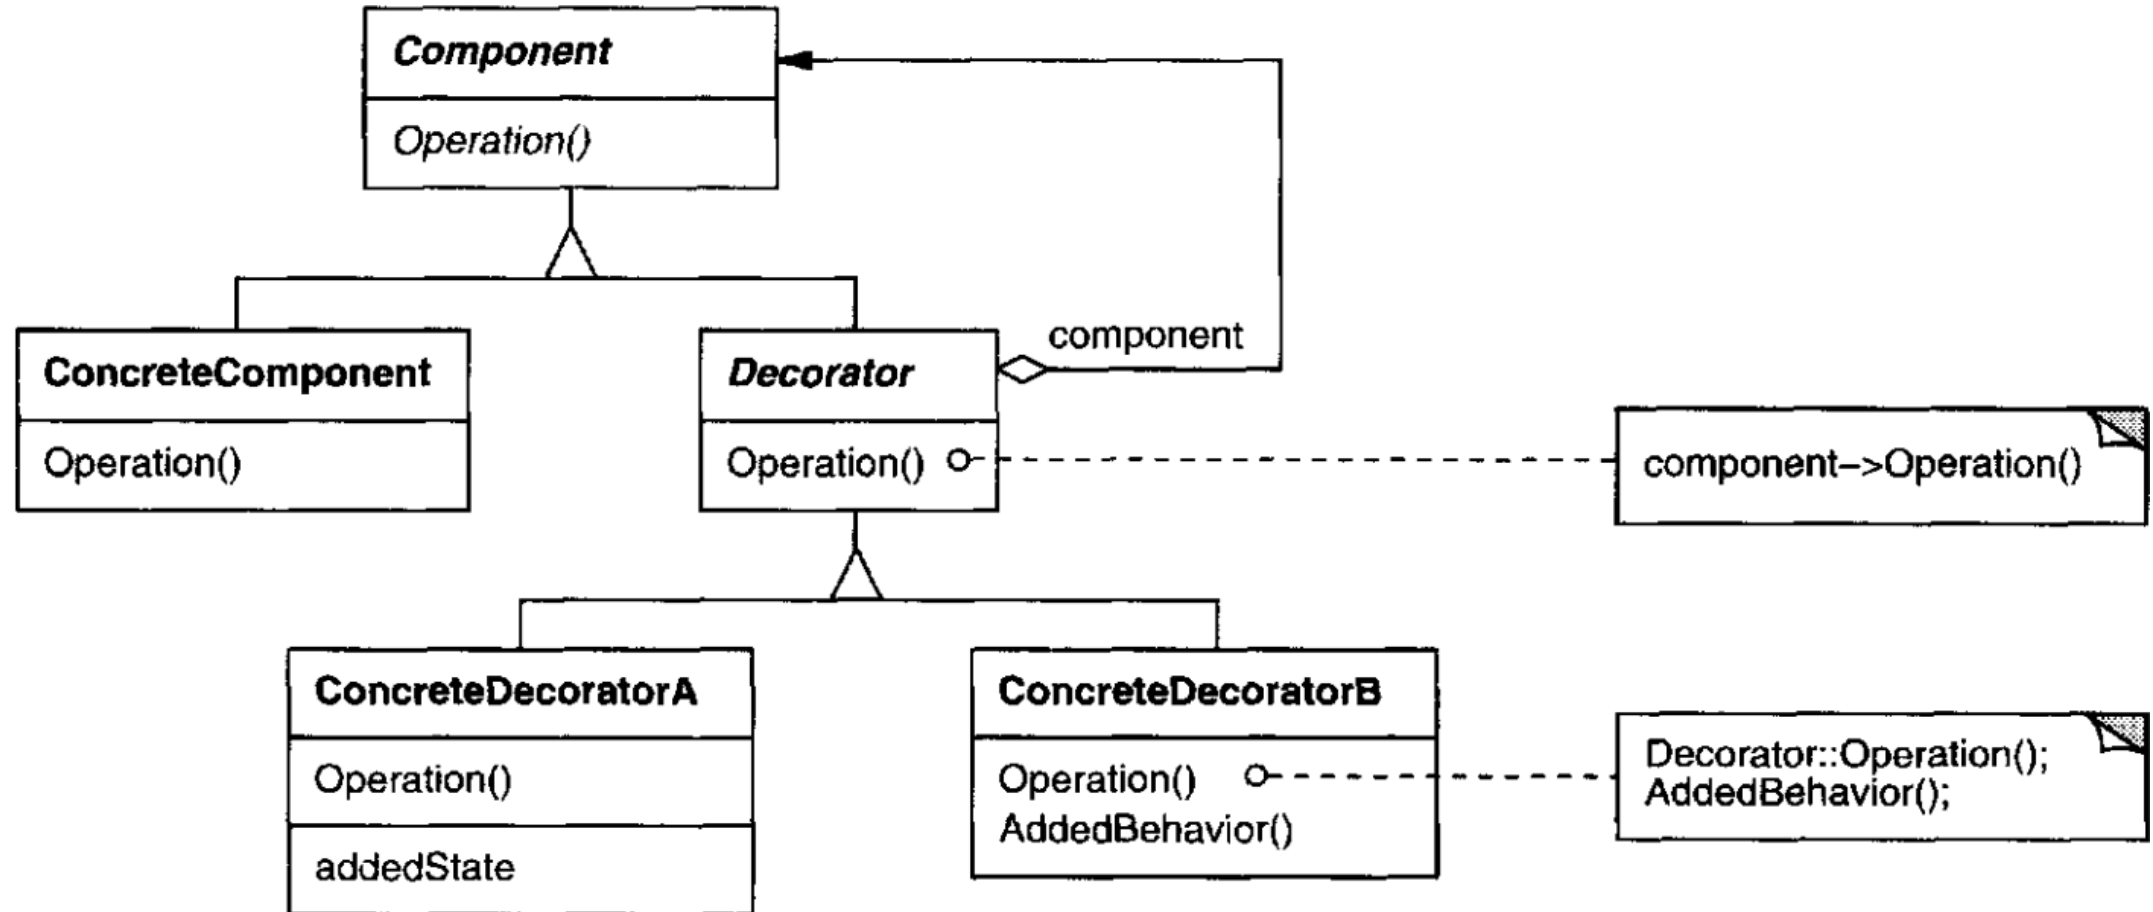 Component
Operation()
component
ConcreteComponent
Decorator
Operation()
Operation()
component–>Operation()
ConcreteDecoratorA
ConcreteDecoratorB
Operation()
Operation()
Decorator::Operation();
AddedBehavior();
AddedBehavior()
addedState